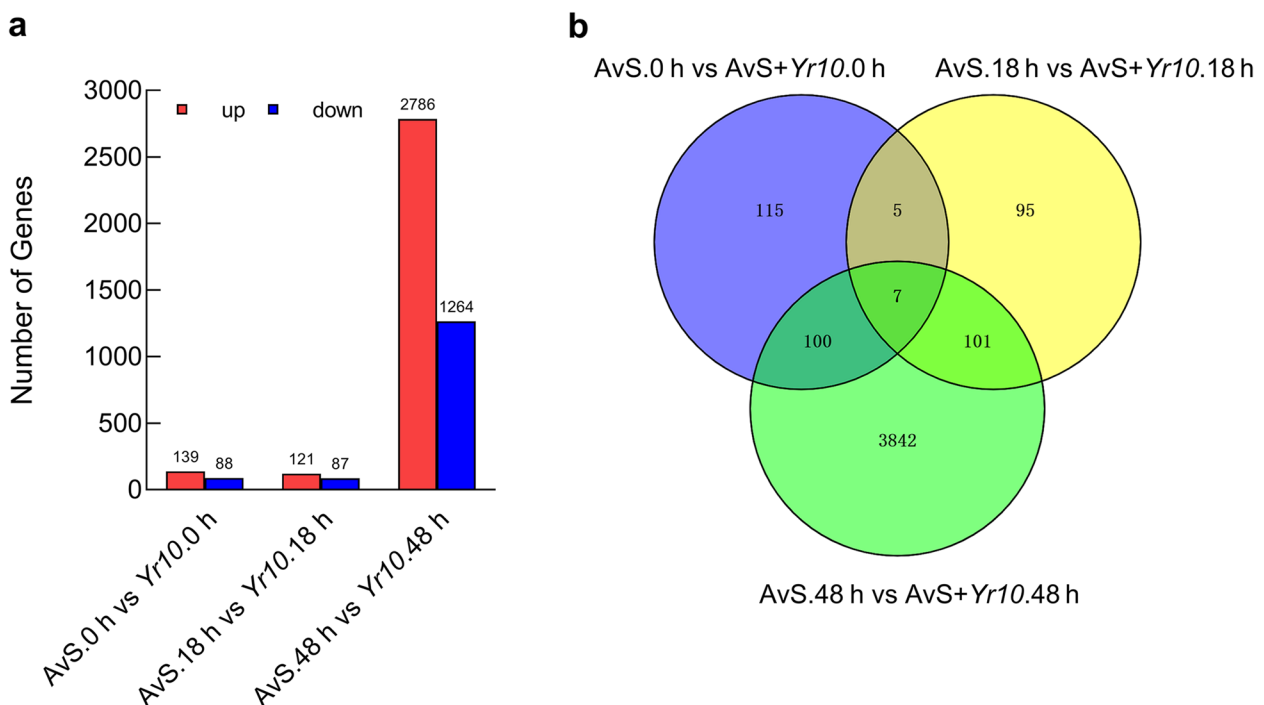 a
3000
2500
2000
1500
1000
500
0
Number of Genes
up down
139
88
121
87
2786
1264
AvS.0 h vs Yr10.0 h
AvS.18 h vs Yr10.18 h
AvS.48 h vs Yr10.48 h
b
AvS.0 h vs AvS+Yr10.0 h
AvS.18 h vs AvS+Yr10.18 h
115
5
95
7
100
101
3842
AvS.48 h vs AvS+Yr10.48 h